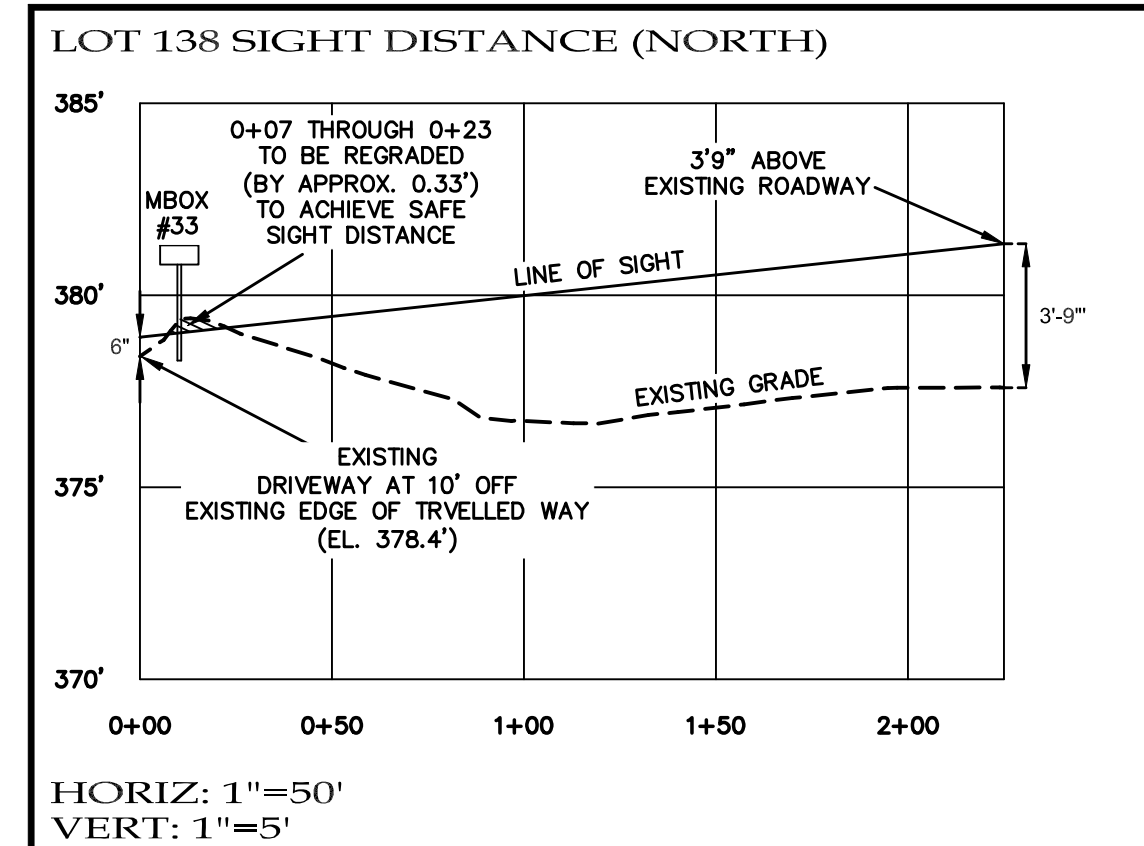 LOT 138 SIGHT DISTANCE (NORTH)
385'
0+07 THROUGH 0+23
TO BE REGRADED
(BY APPROX. 0.33')
TO ACHIEVE SAFE
SIGHT DISTANCE
MBOX
#33
3'9" ABOVE
EXISTING ROADWAY
LINE OF SIGHT
380'
3'-9'"
6"
EXISTING GRADE
EXISTING
DRIVEWAY AT 10' OFF
EXISTING EDGE OF TRVELLED WAY
(EL. 378.4')
375'
370'
0+00
0+50
1+00
1+50
2+00
HORIZ: 1"=50'
VERT: 1"=5'